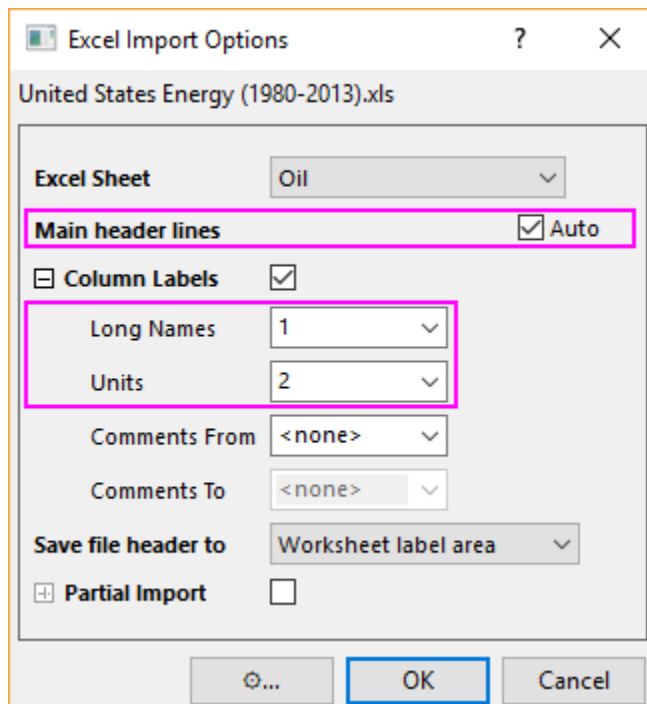 Excel Import Options ?
United States Energy (1980-2013).xls
Excel Sheet Oil
Main header lines Auto
Column Labels
Long Names 1
Units 2
Comments From <none>
Comments To <none>
Save file header to Worksheet label area
Partial Import
... OK Cancel